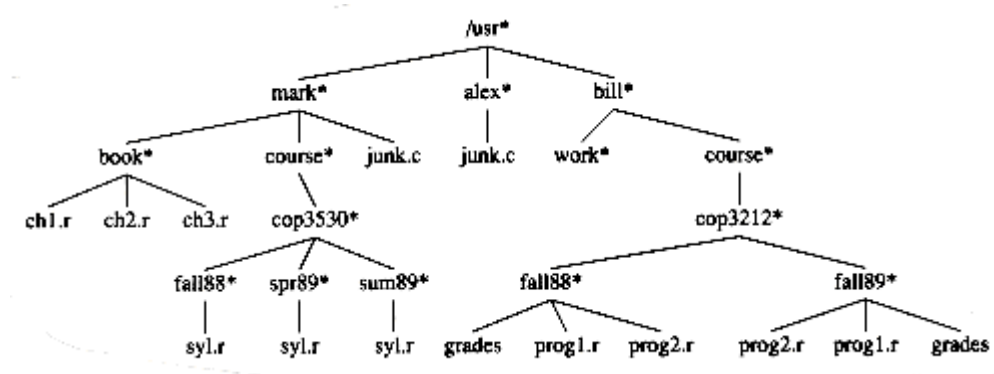 /usr*
mark* alex* bill*
book* course* junk.c junk.c work* course*
ch1.r ch2.r ch3.r cop3530* cop3212*
fall88* spr89* sum89* fall88* fall89*
syl.r syl.r syl.r grades prog1.r prog2.r prog2.r prog1.r grades